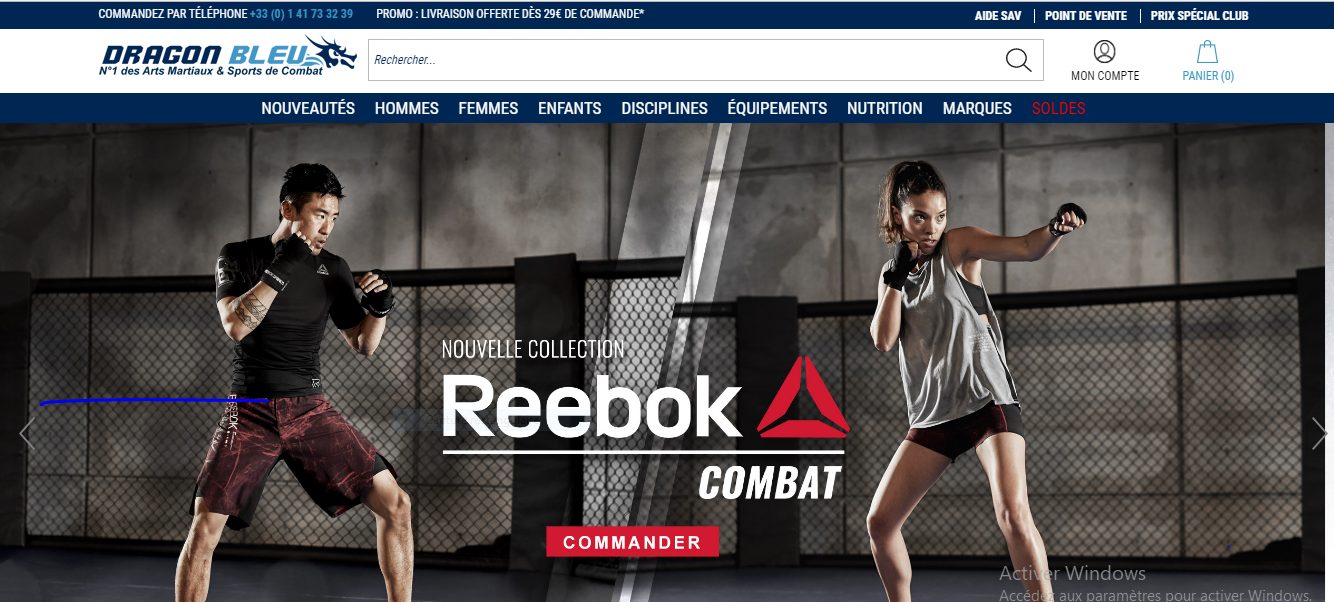 COMMANDEZ PAR TÉLÉPHONE +33 (0) 1 41 73 32 39 PROMO : LIVRAISON OFFERTE DÈS 29€ DE COMMANDE*
AIDE SAV POINT DE VENTE PRIX SPÉCIAL CLUB
DRAGON BLEU
N°1 des Arts Martiaux & Sports de Combat
Rechercher...
MON COMPTE
PANIER (0)
NOUVEAUTÉS HOMMES FEMMES ENFANTS DISCIPLINES ÉQUIPEMENTS NUTRITION MARQUES SOLDES
NOUVELLE COLLECTION
Reebok
COMBAT
COMMANDER
Activer Windows
Accédez aux paramètres pour activer Windows.